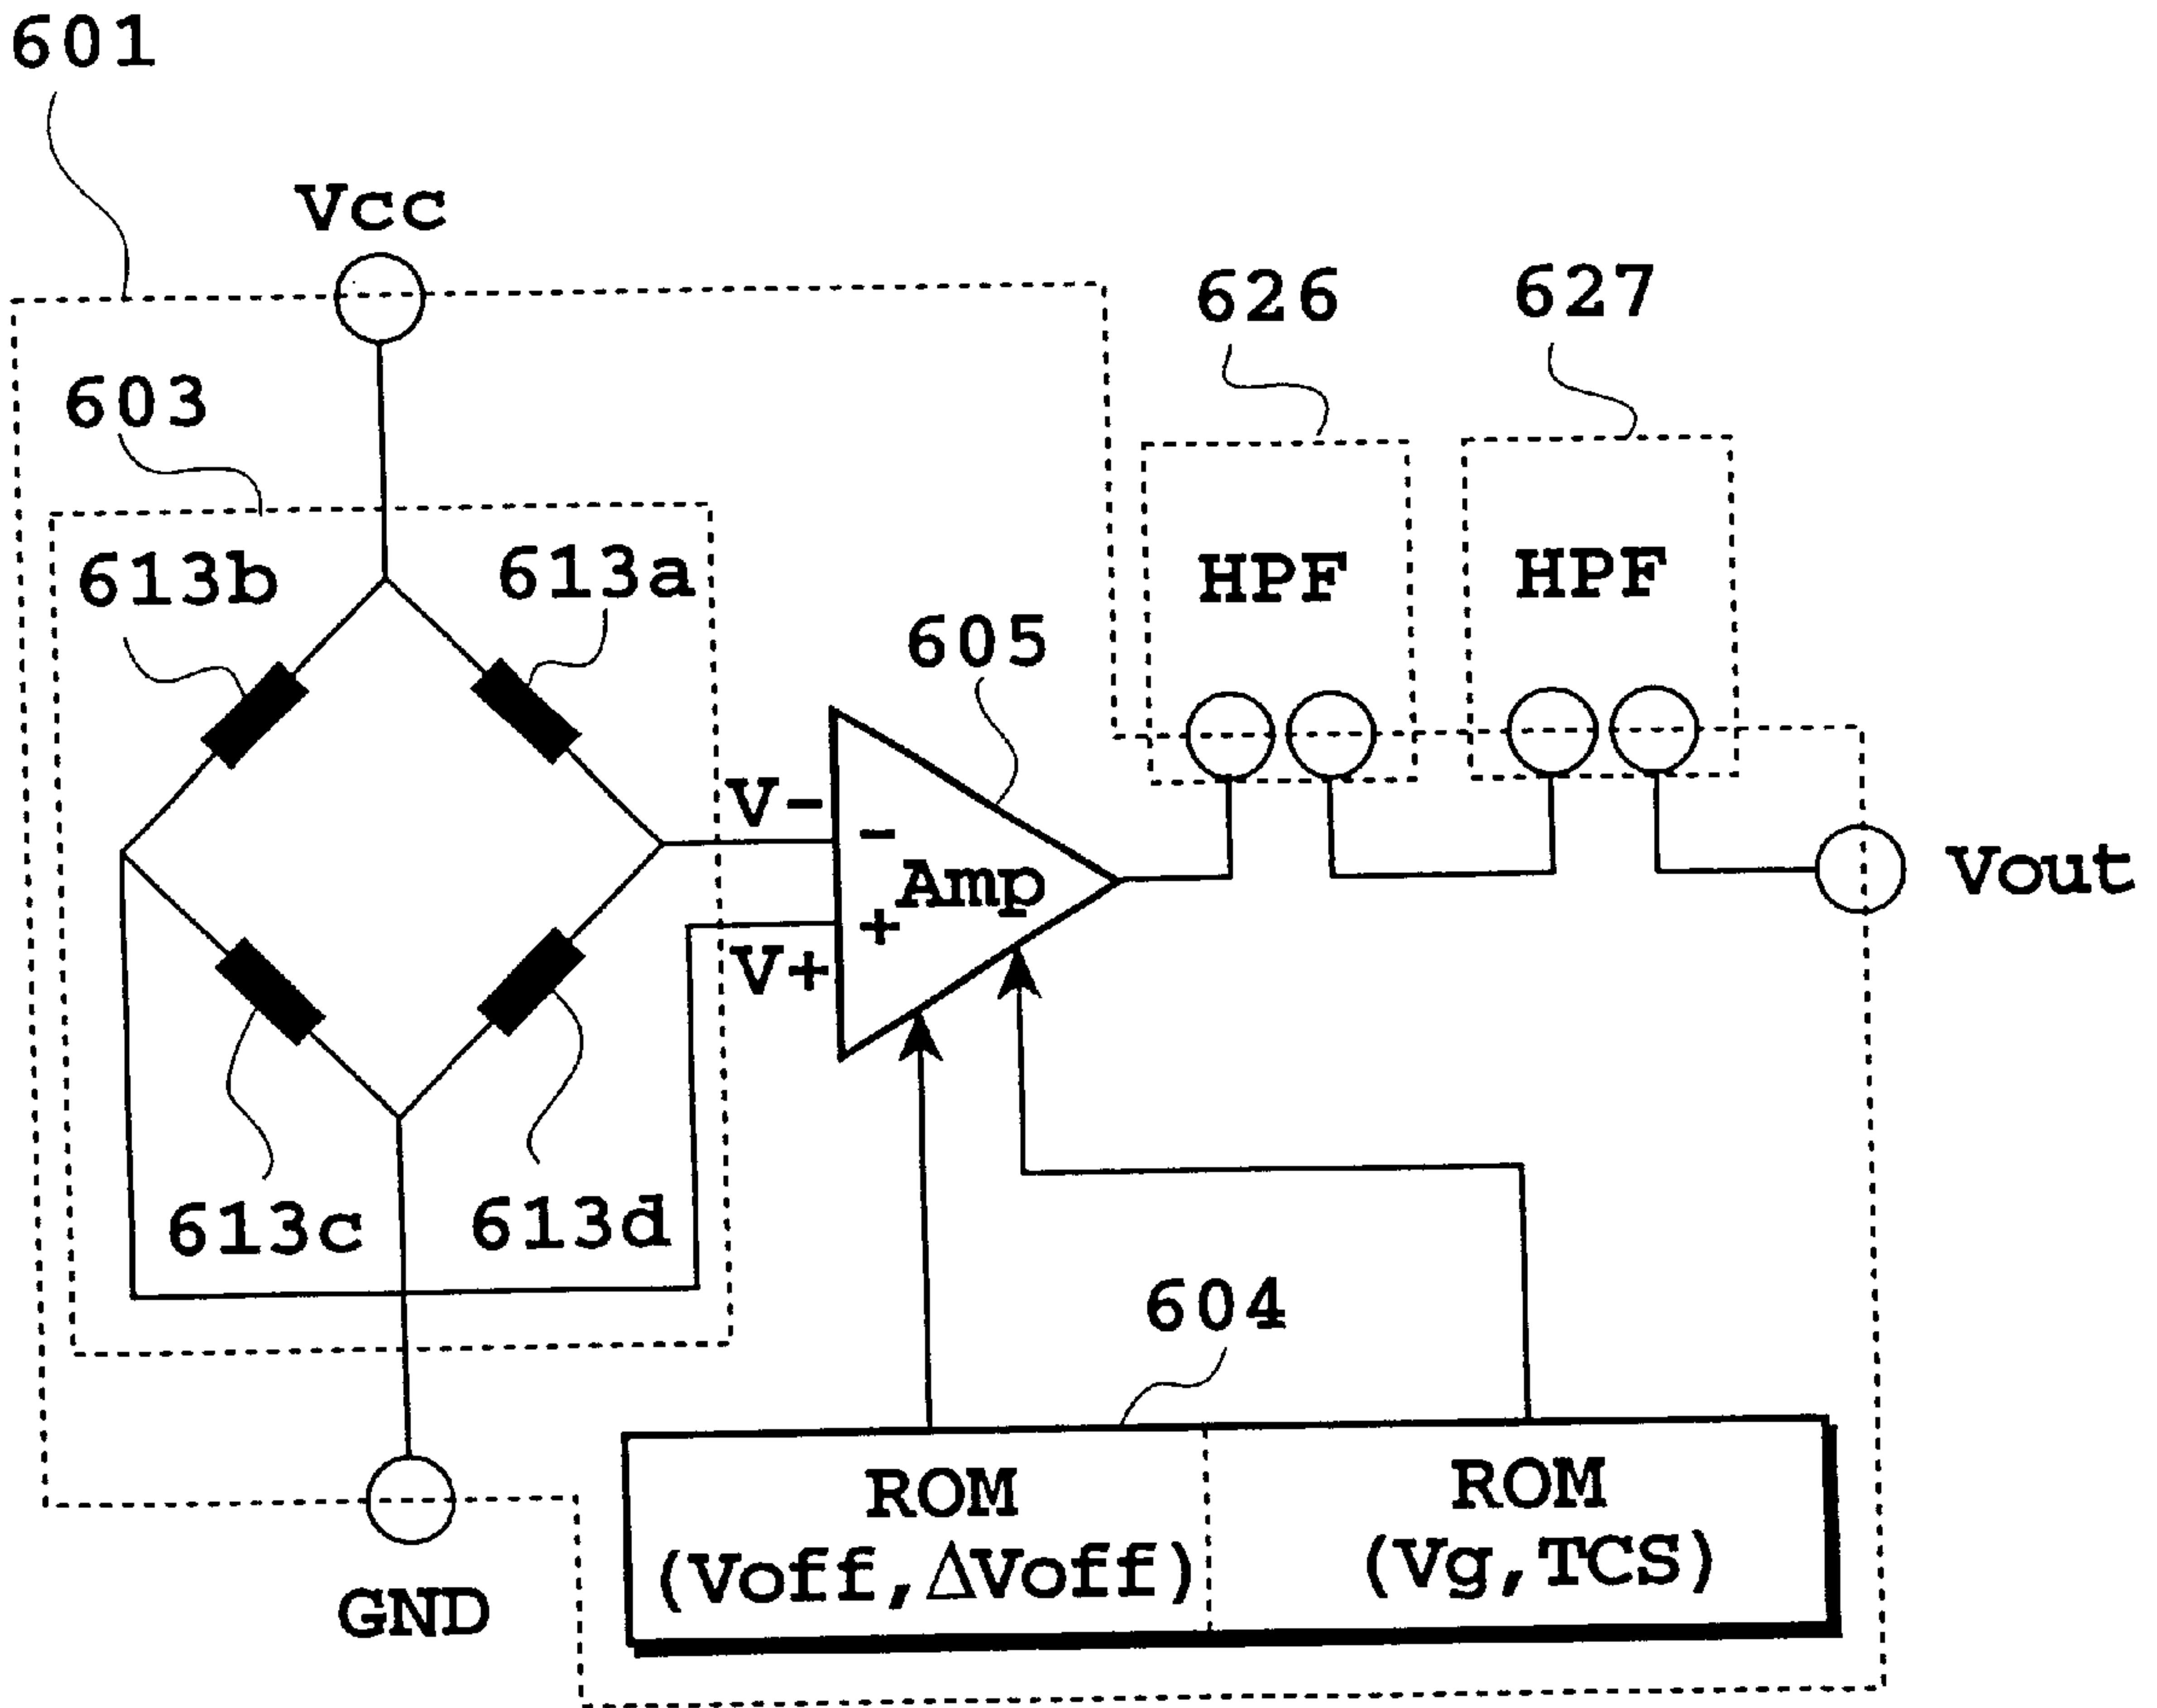 601
Vcc
626
627
603
613b
613a
HPF
HPF
605
V-
-
Amp
+
V+
Vout
613c
613d
604
ROM
(Voff,ΔVoff)
ROM
(Vg,TCS)
GND